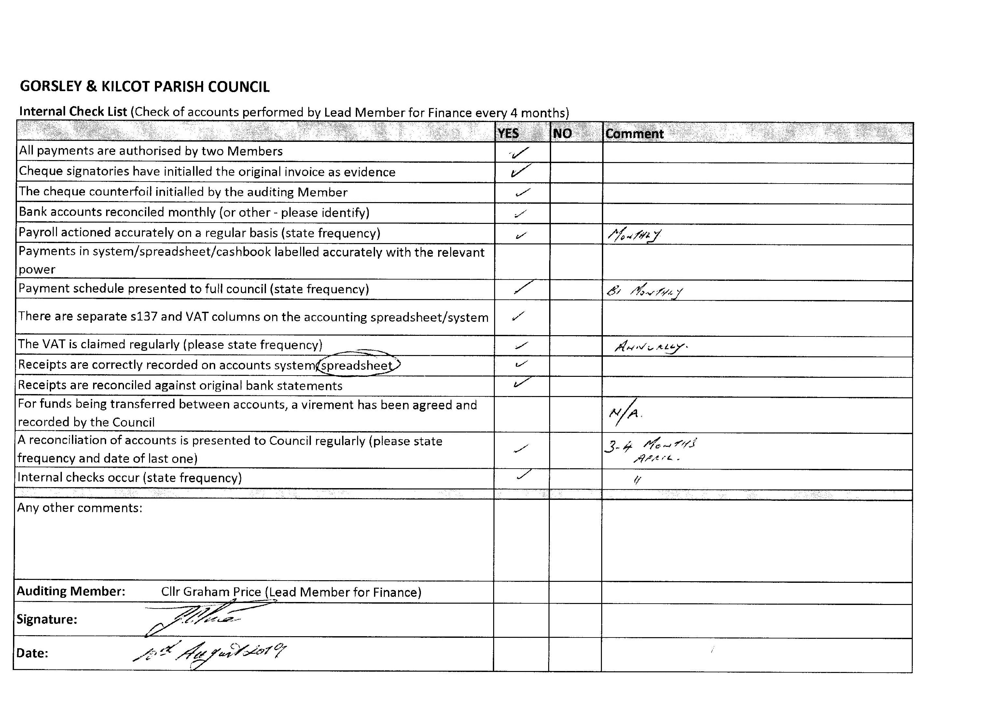 GORSLEY & KILCOT PARISH COUNCIL
Internal Check List (Check of accounts performed by Lead Member for Finance every 4 months)
YES NO Comment
All payments are authorised by two Members ✓
Cheque signatories have initialled the original invoice as evidence ✓
The cheque counterfoil initialled by the auditing Member ✓
Bank accounts reconciled monthly (or other - please identify) ✓
Payroll actioned accurately on a regular basis (state frequency) ✓ MONTHLY
Payments in system/spreadsheet/cashbook labelled accurately with the relevant
power
Payment schedule presented to full council (state frequency) ✓ BI MONTHLY
There are separate s137 and VAT columns on the accounting spreadsheet/system ✓
The VAT is claimed regularly (please state frequency) ✓ ANNUALLY.
Receipts are correctly recorded on accounts system/spreadsheet ✓
Receipts are reconciled against original bank statements ✓
For funds being transferred between accounts, a virement has been agreed and
recorded by the Council N/A.
A reconciliation of accounts is presented to Council regularly (please state
frequency and date of last one) ✓ 3-4 MONTHS
APRIL.
Internal checks occur (state frequency) ✓ "
Any other comments:
Auditing Member: Cllr Graham Price (Lead Member for Finance)
Signature:
Date: August 2019